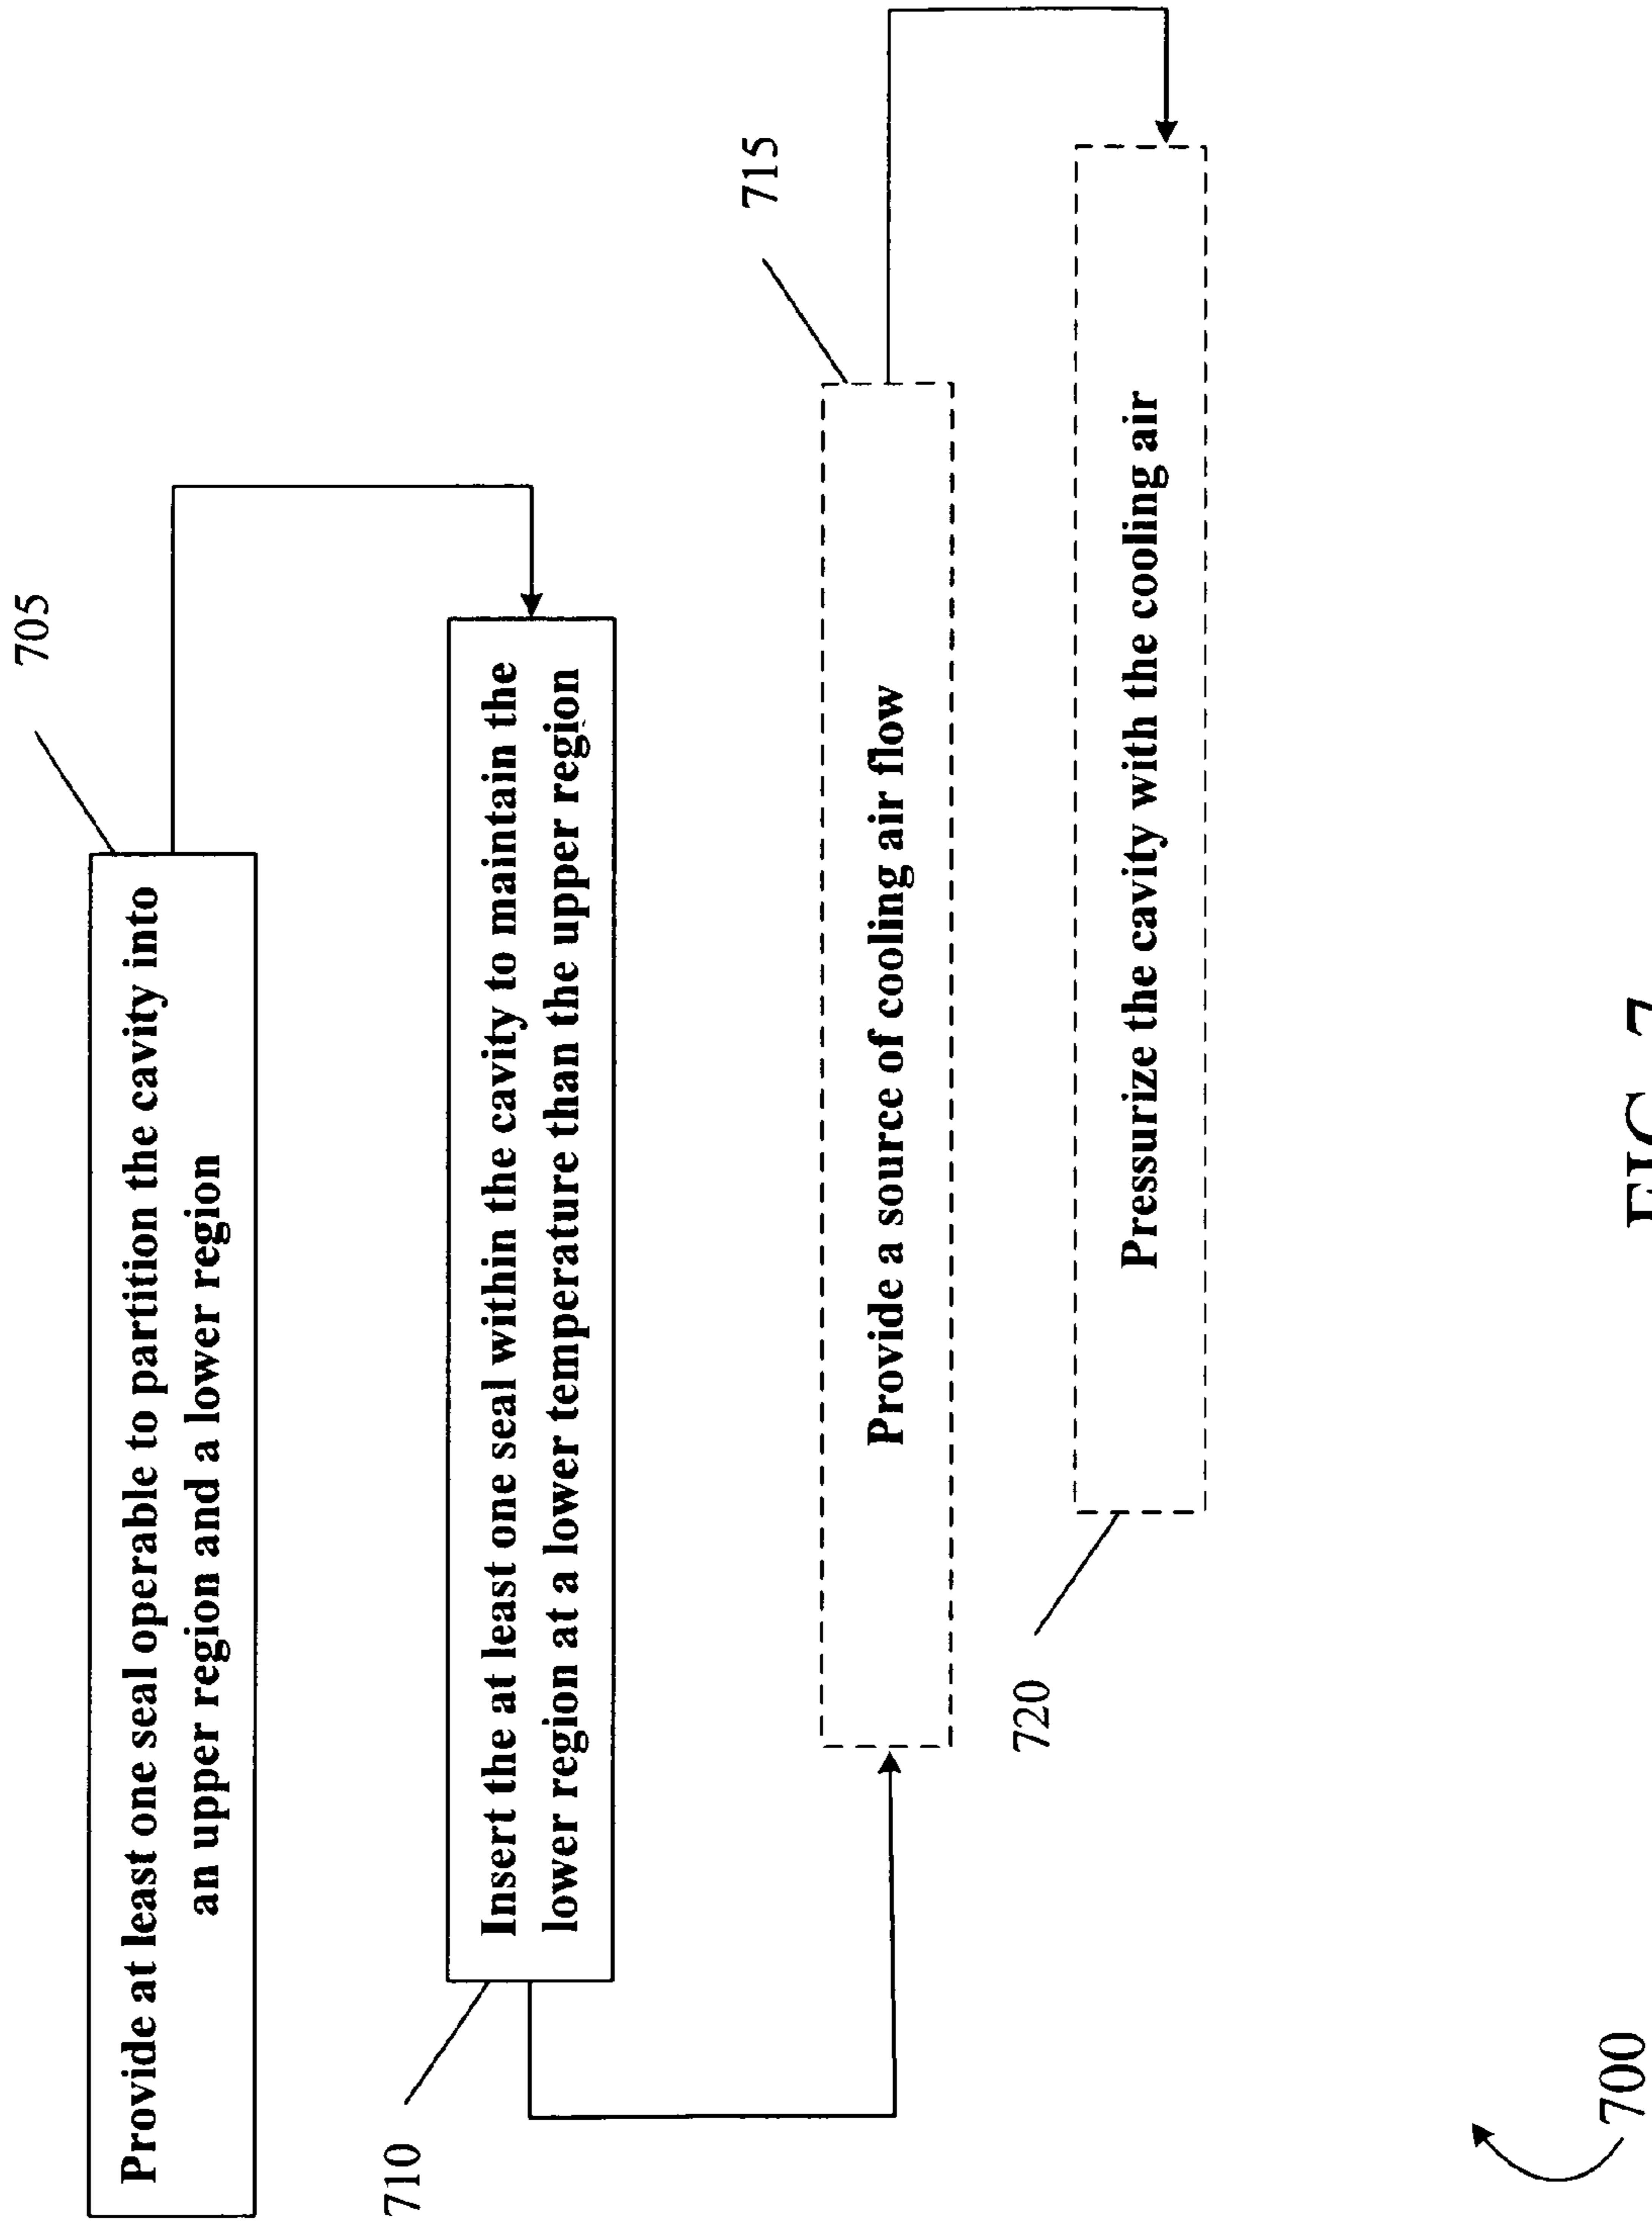 705
Provide at least one seal operable to partition the cavity into
an upper region and a lower region
710
Insert the at least one seal within the cavity to maintain the
lower region at a lower temperature than the upper region
715
Provide a source of cooling air flow
720
Pressurize the cavity with the cooling air
700
FIG. 7